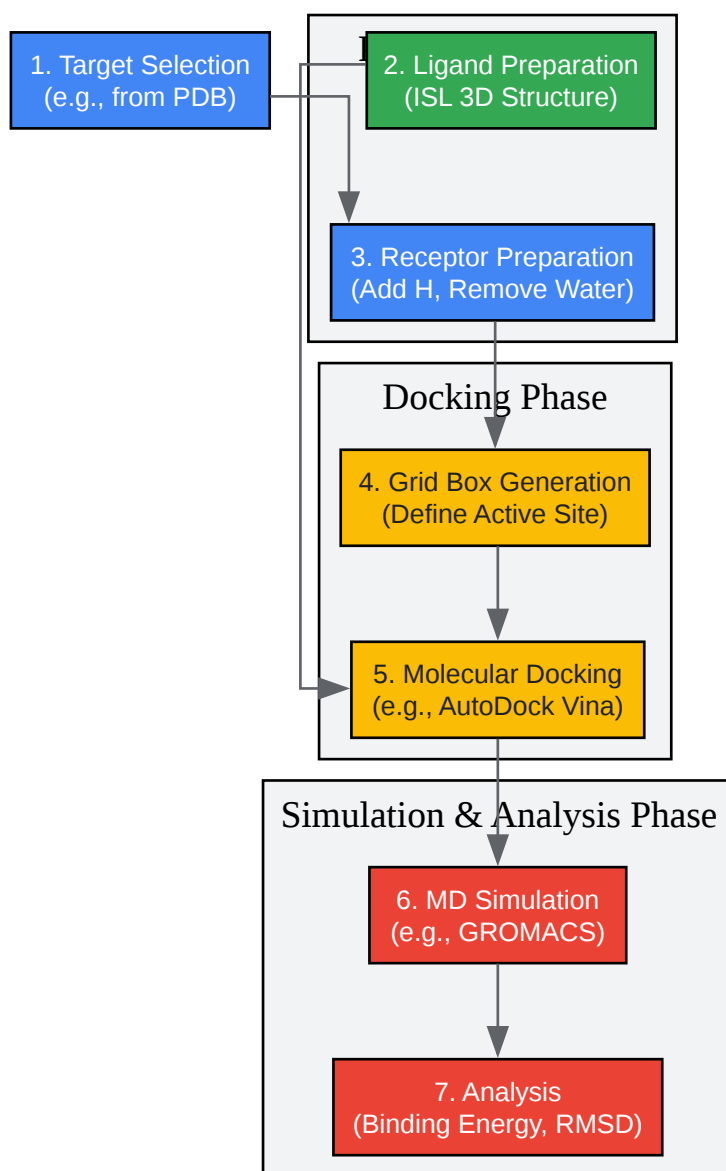 1. Target Selection
(e.g., from PDB)
2. Ligand Preparation
(ISL 3D Structure)
3. Receptor Preparation
(Add H, Remove Water)
Docking Phase
4. Grid Box Generation
(Define Active Site)
5. Molecular Docking
(e.g., AutoDock Vina)
Simulation & Analysis Phase
6. MD Simulation
(e.g., GROMACS)
7. Analysis
(Binding Energy, RMSD)